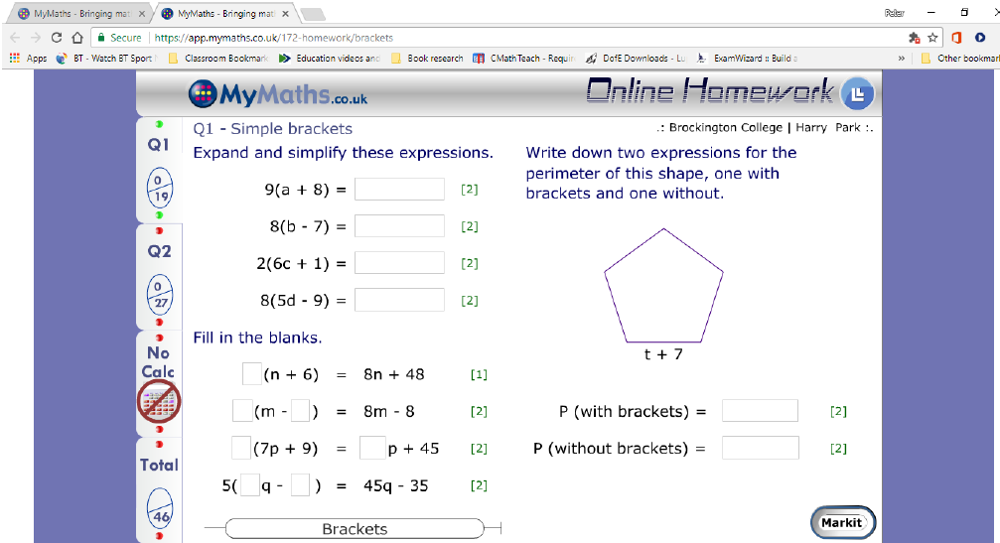 MyMaths - Bringing mat
MyMaths - Bringing mat
Peter
Secure https://app.mymaths.co.uk/172-homework/brackets
Apps BT - Watch BT Sport Classroom Bookmark Education videos and Book research CMathTeach - Requir DofE Downloads - Lu ExamWizard :: Build a » Other bookmar
MyMaths.co.uk
Online Homework
Q1 - Simple brackets
.: Brockington College | Harry Park :.
Expand and simplify these expressions.
9(a + 8) = [2]
8(b - 7) = [2]
2(6c + 1) = [2]
8(5d - 9) = [2]
Fill in the blanks.
(n + 6) = 8n + 48 [1]
(m - ) = 8m - 8 [2]
(7p + 9) = p + 45 [2]
5( q - ) = 45q - 35 [2]
Brackets
Write down two expressions for the
perimeter of this shape, one with
brackets and one without.
t + 7
P (with brackets) = [2]
P (without brackets) = [2]
Markit
Q1
0
19
Q2
0
27
No
Calc
Total
46